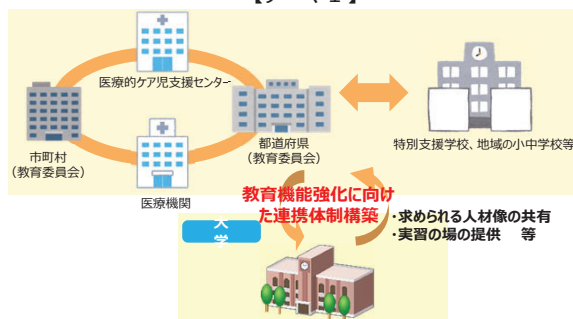 医療的ケア児支援センター
市町村
(教育委員会)
都道府県
(教育委員会)
特別支援学校、地域の小中学校等
医療機関
教育機能強化に向け
た連携体制構築
・求められる人材像の共有
・実習の場の提供 等
大
学